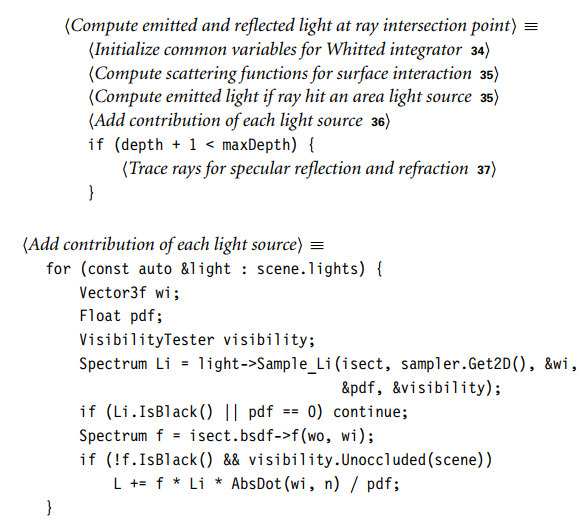 ⟨Compute emitted and reflected light at ray intersection point⟩ ≡
⟨Initialize common variables for Whitted integrator 34⟩
⟨Compute scattering functions for surface interaction 35⟩
⟨Compute emitted light if ray hit an area light source 35⟩
⟨Add contribution of each light source 36⟩
if (depth + 1 < maxDepth) {
⟨Trace rays for specular reflection and refraction 37⟩
}
⟨Add contribution of each light source⟩ ≡
for (const auto &light : scene.lights) {
Vector3f wi;
Float pdf;
VisibilityTester visibility;
Spectrum Li = light->Sample_Li(isect, sampler.Get2D(), &wi,
&pdf, &visibility);
if (Li.IsBlack() || pdf == 0) continue;
Spectrum f = isect.bsdf->f(wo, wi);
if (!f.IsBlack() && visibility.Unoccluded(scene))
L += f * Li * AbsDot(wi, n) / pdf;
}